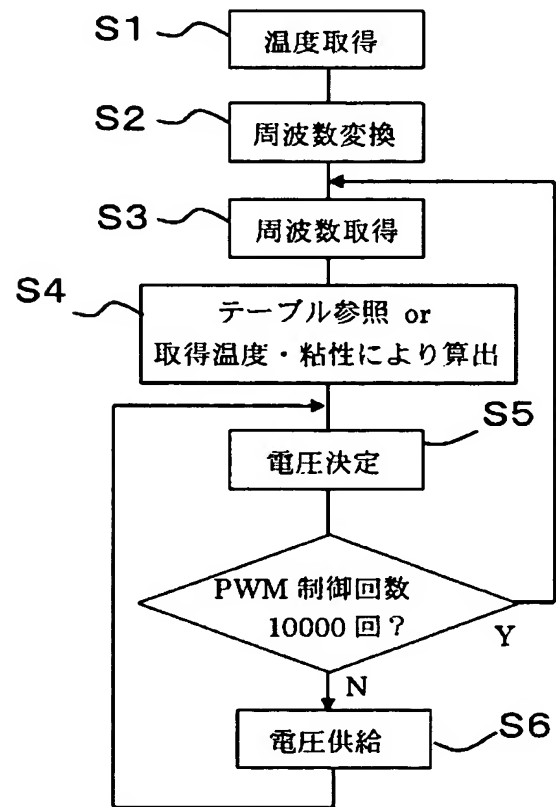 S1
温度取得
S2
周波数変換
S3
周波数取得
S4
テーブル参照 or
取得温度・粘性により算出
S5
電圧決定
PWM 制御回数
10000 回？
Y
N
電圧供給
S6